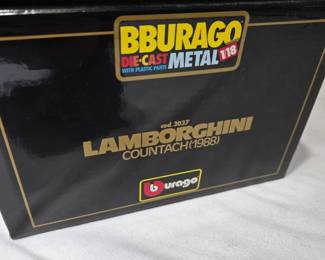 BBURAGO
DIE-CAST METAL 1:18
WITH PLASTIC PARTS
cod. 3037
LAMBORGHINI
COUNTACH (1988)
burago